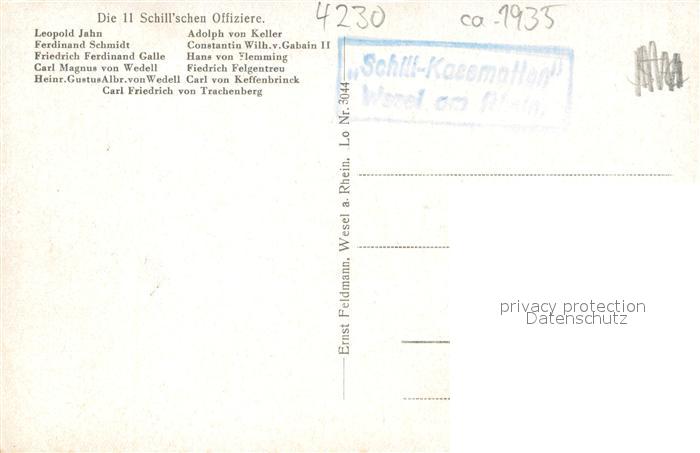 Die 11 Schill'schen Offiziere.
4230
ca. 1935
Leopold Jahn Adolph von Keller
Ferdinand Schmidt Constantin Wilh.v.Gabain II
Friedrich Ferdinand Galle Hans von Flemming
Carl Magnus von Wedell Fiedrich Felgentreu
Heinr.GustusAlbr.vonWedell Carl von Keffenbrinck
Carl Friedrich von Trachenberg
„Schill-Kasematten"
Wesel am Rhein.
Ernst Feldmann, Wesel a. Rhein. Lo Nr. 3044
privacy protection
Datenschutz